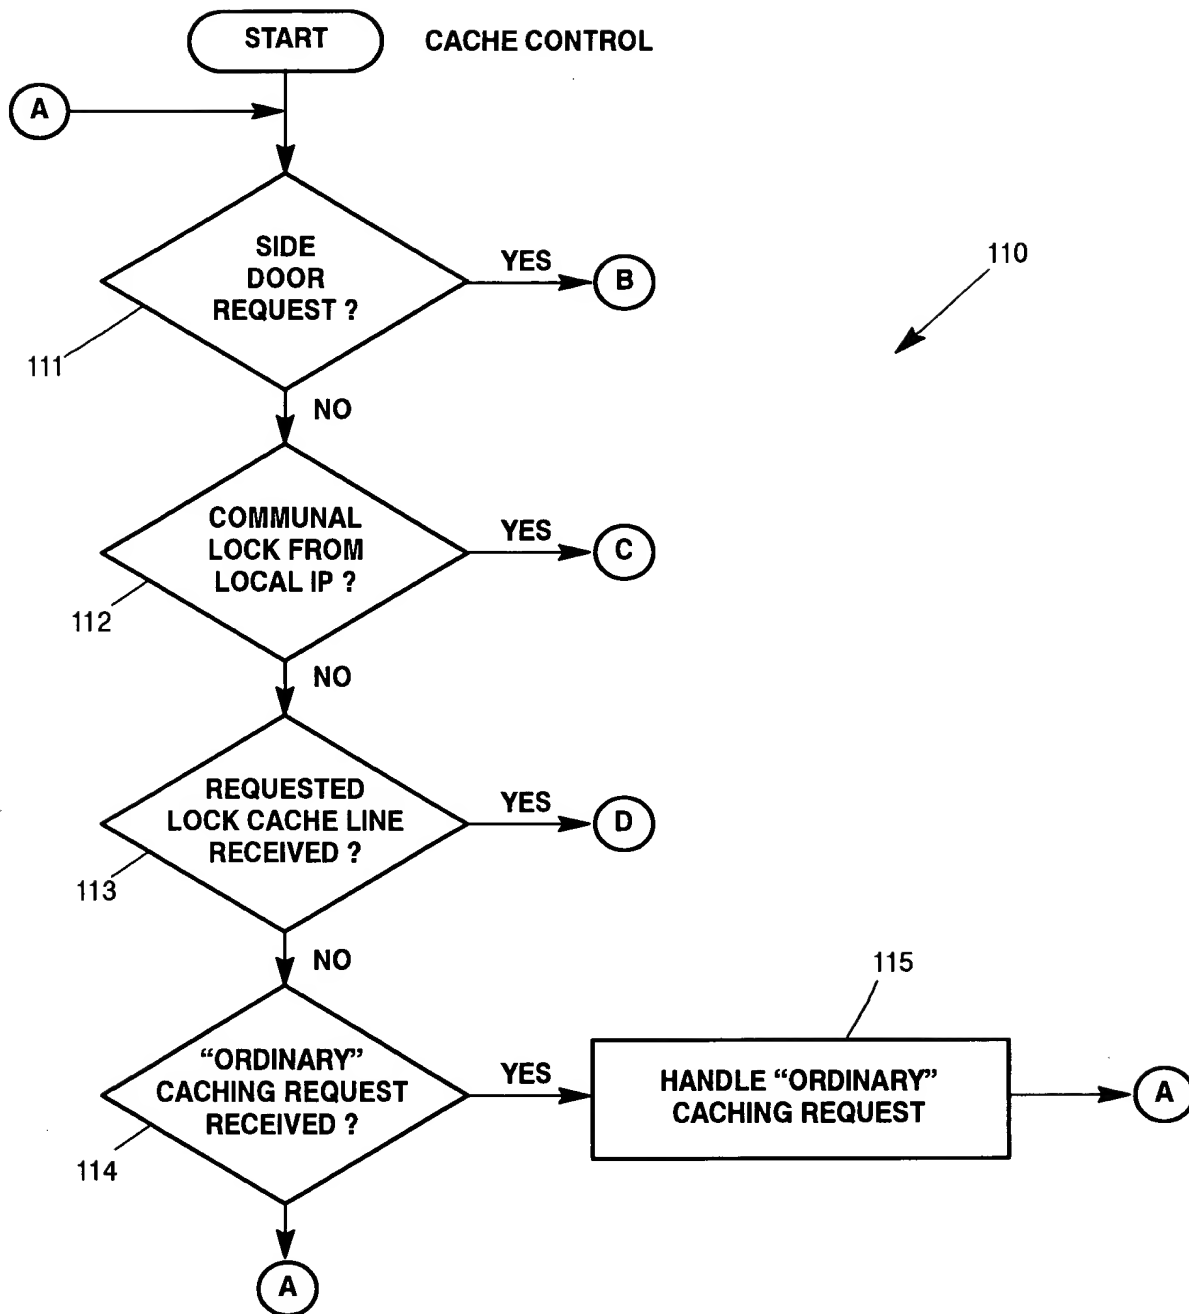 START
CACHE CONTROL
A
SIDE
DOOR
REQUEST ?
YES
B
110
111
NO
COMMUNAL
LOCK FROM
LOCAL IP ?
YES
C
112
NO
REQUESTED
LOCK CACHE LINE
RECEIVED ?
YES
D
113
NO
115
“ORDINARY”
CACHING REQUEST
RECEIVED ?
YES
HANDLE “ORDINARY”
CACHING REQUEST
A
114
A